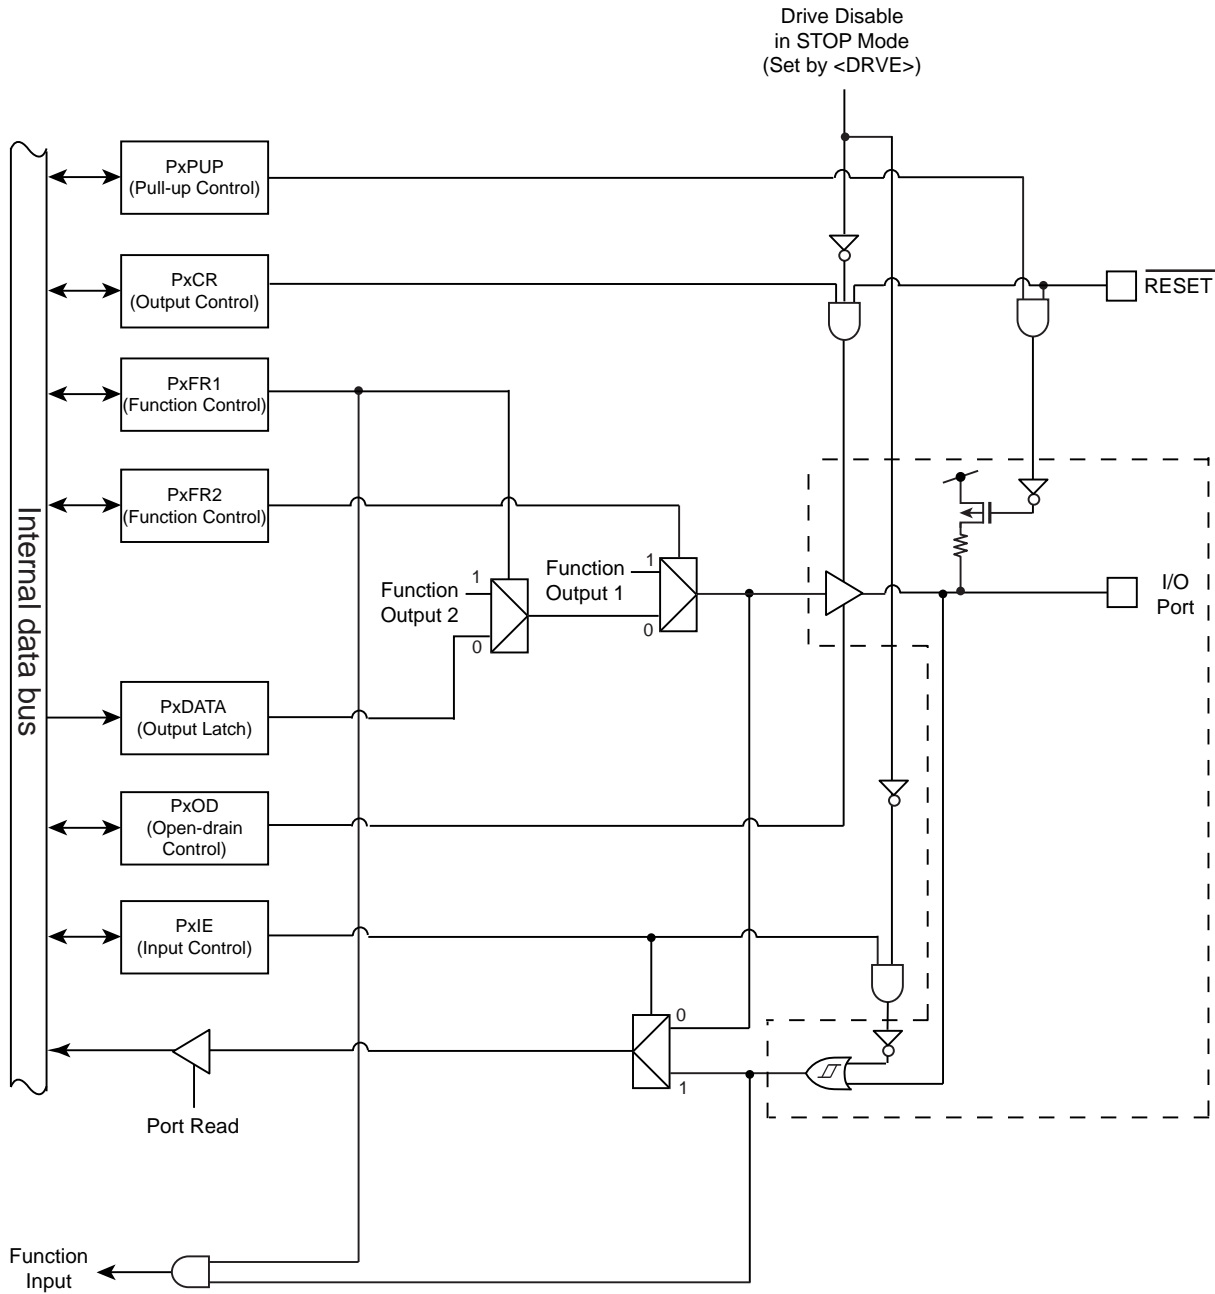 Drive Disable
in STOP Mode
(Set by <DRVE>)
PxPUP
(Pull-up Control)
PxCR
(Output Control)
RESET
PxFR1
(Function Control)
PxFR2
(Function Control)
Internal data bus
1
Function
Output 2
0
1
Function
Output 1
0
I/O
Port
PxDATA
(Output Latch)
PxOD
(Open-drain
Control)
PxIE
(Input Control)
0
1
Port Read
Function
Input